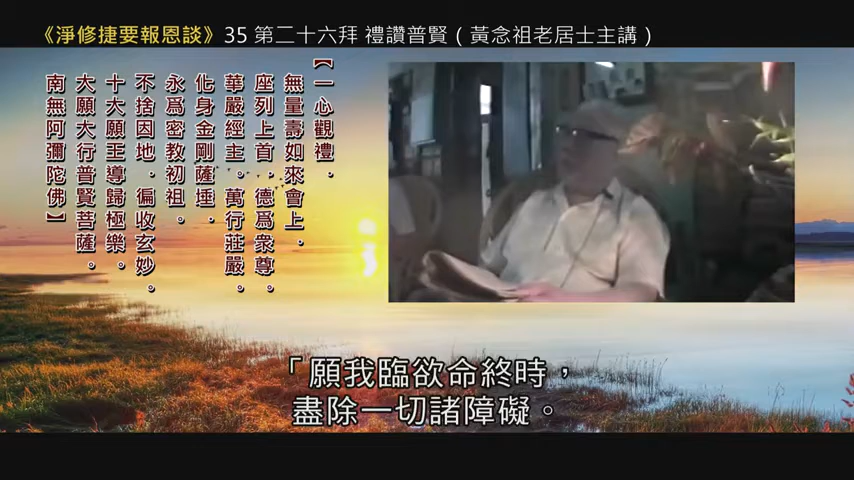 《淨修捷要報恩談》35 第二十六拜 禮讚普賢（黃念祖老居士主講）
【一心觀禮．
無量壽如來會上．
座列上首．德爲衆尊。
華嚴經主。萬行莊嚴。
化身金剛薩埵．
永爲密教初祖。
不捨因地．徧收玄妙。
十大願王導歸極樂。
大願大行普賢菩薩。
南無阿彌陀佛】
「願我臨欲命終時，
盡除一切諸障礙。